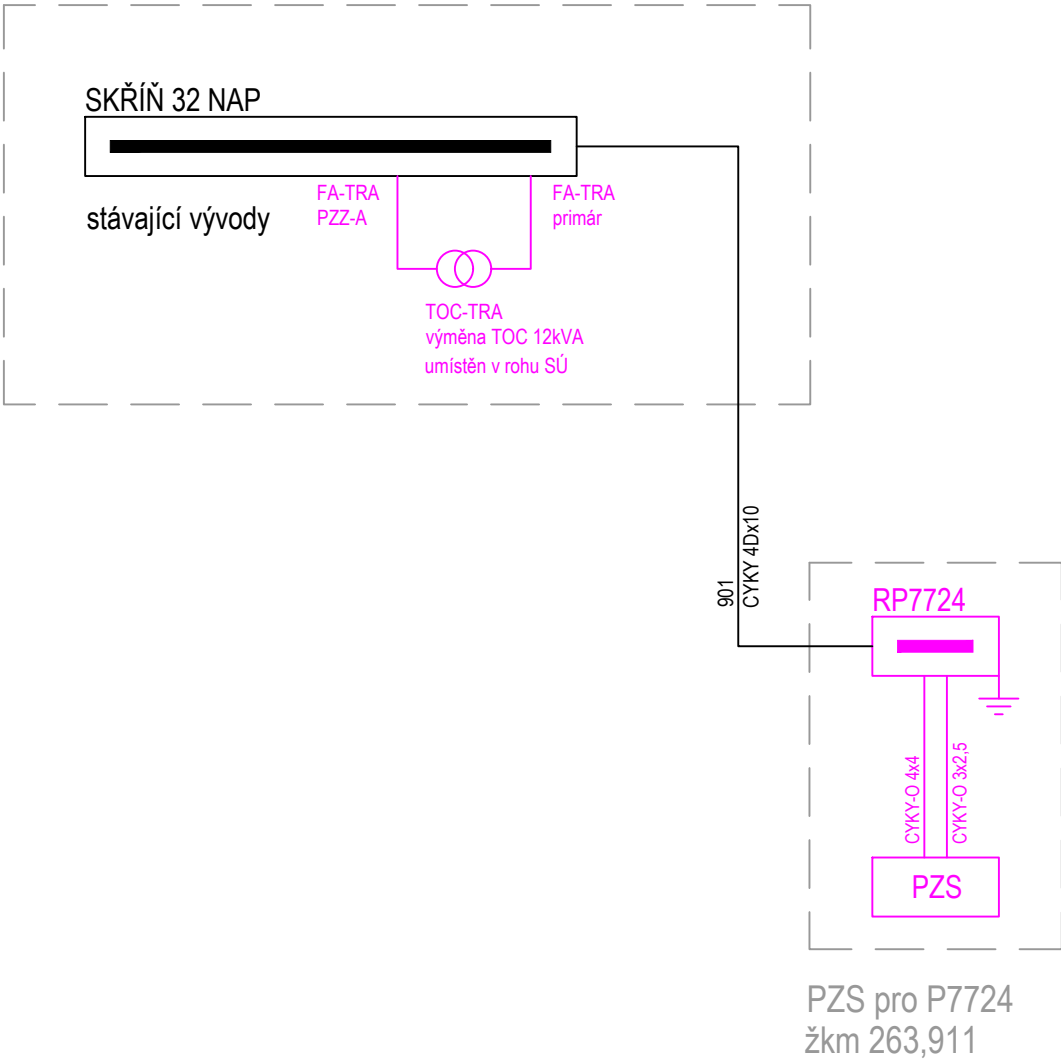 SKŘÍŇ 32 NAP
stávající vývody
FA-TRA
PZZ-A
FA-TRA
primár
TOC-TRA
výměna TOC 12kVA
umístěn v rohu SÚ
901
CYKY 4Dx10
RP7724
CYKY-O 4x4
CYKY-O 3x2,5
PZS
PZS pro P7724
žkm 263,911